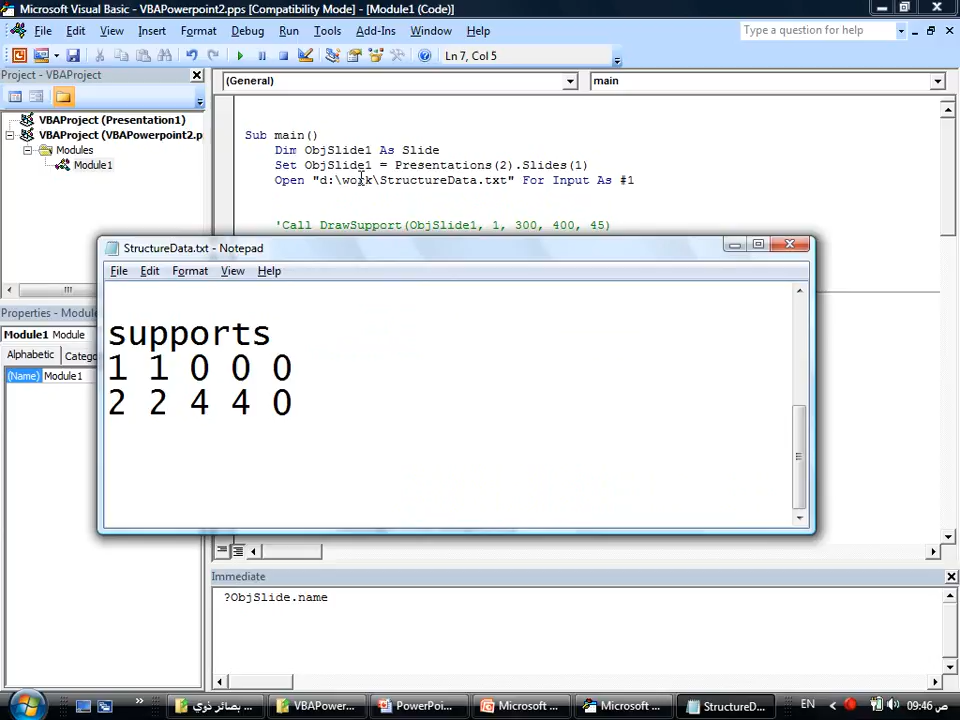 Microsoft Visual Basic - VBAPowerpoint2.pps [Compatibility Mode] - [Module1 (Code)]
File Edit View Insert Format Debug Run Tools Add-Ins Window Help
Type a question for help
Ln 7, Col 5
Project - VBAProject
(General)
main
VBAProject (Presentation1)
VBAProject (VBAPowerpoint2.p
Modules
Module1
Sub main()
Dim ObjSlide1 As Slide
Set ObjSlide1 = Presentations(2).Slides(1)
Open "d:\work\StructureData.txt" For Input As #1
'Call DrawSupport(ObjSlide1, 1, 300, 400, 45)
StructureData.txt - Notepad
File Edit Format View Help
supports
1 1 0 0 0
2 2 4 4 0
Properties - Module
Module1 Module
Alphabetic Catego
(Name) Module1
Immediate
?ObjSlide.name
بصائر ذوي ...
VBAPower...
PowerPoi...
Microsoft ...
Microsoft ...
StructureD...
EN
09:46 ص